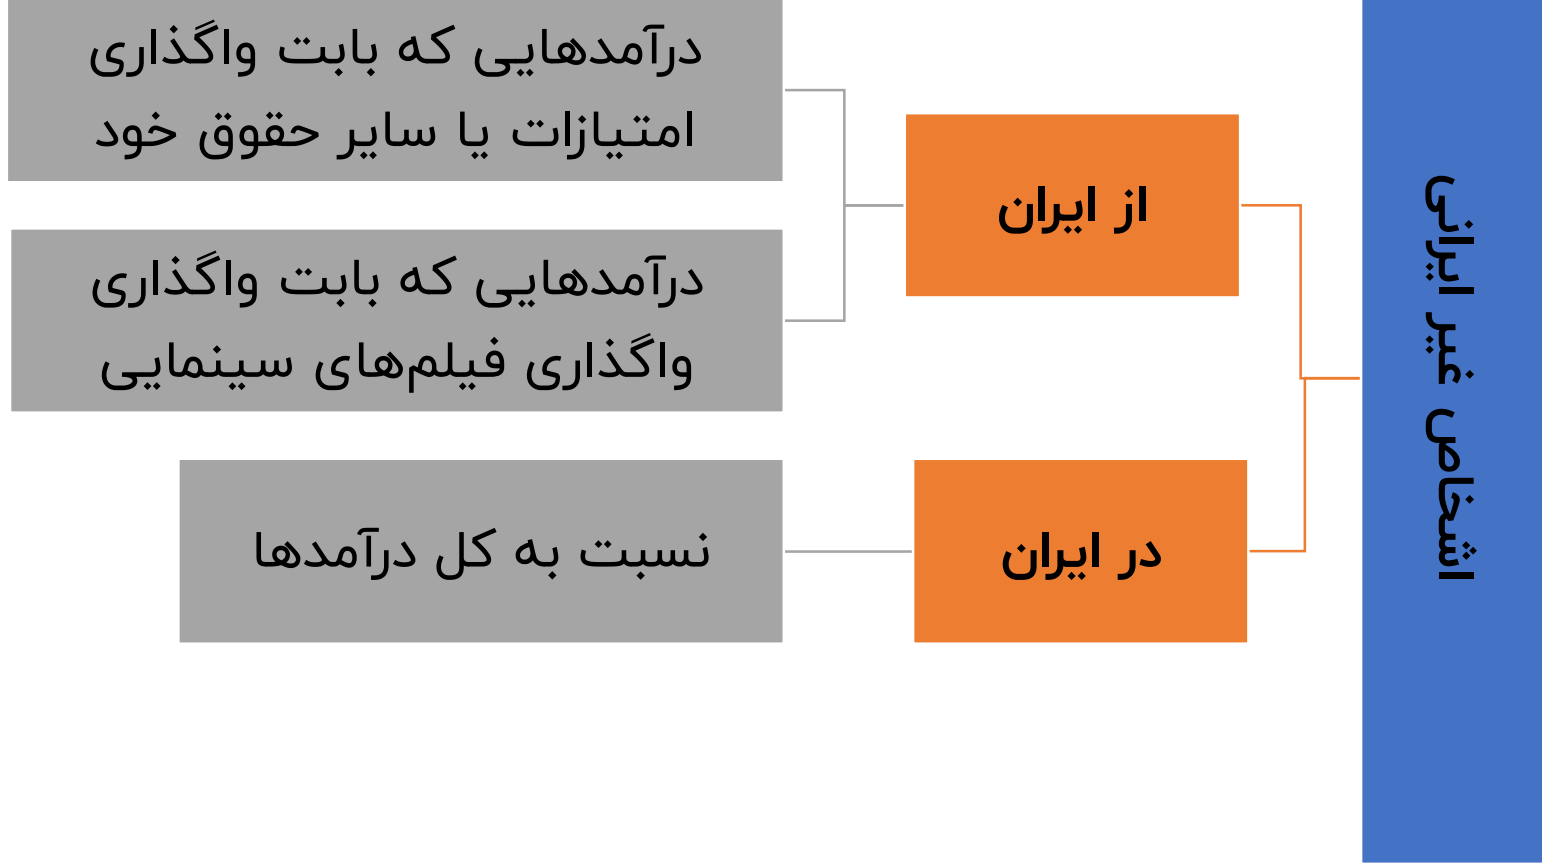 اشخاص غیر ایرانی
از ایران
درآمدهایی که بابت واگذاری
امتیازات یا سایر حقوق خود
درآمدهایی که بابت واگذاری
واگذاری فیلم‌های سینمایی
در ایران
نسبت به کل درآمدها